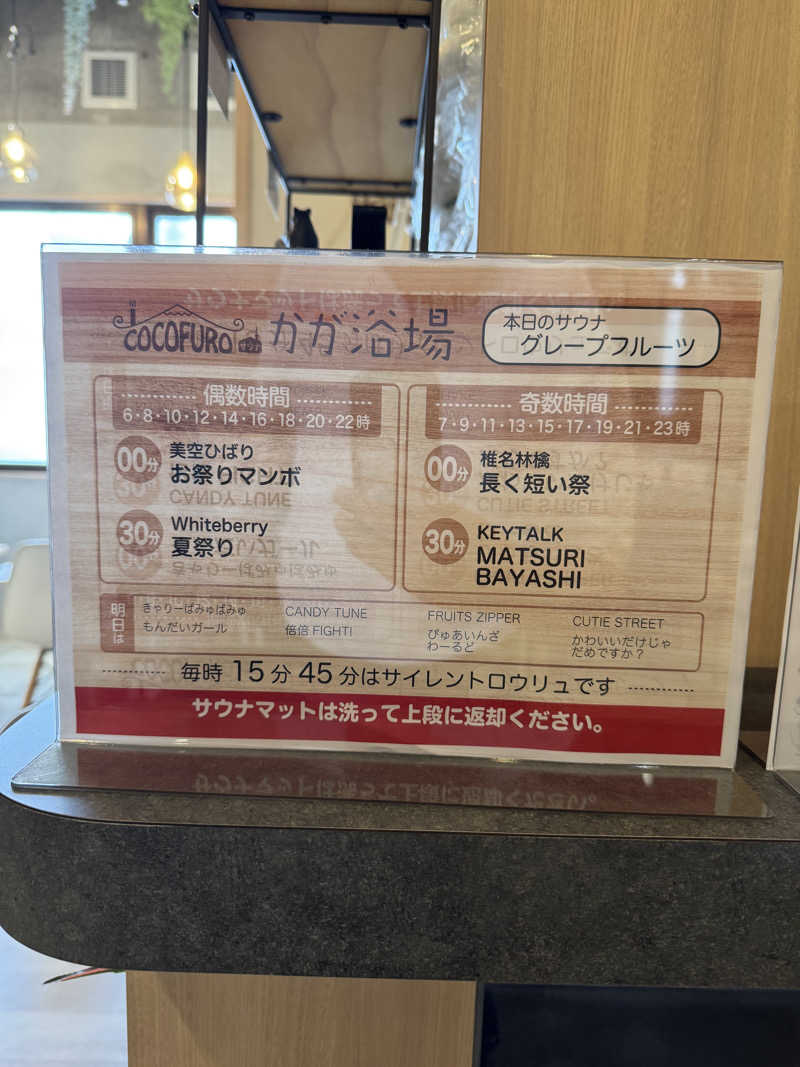 COCOFURO かが浴場
本日のサウナ
グレープフルーツ
偶数時間
6・8・10・12・14・16・18・20・22時
00分
美空ひばり
お祭りマンボ
30分
Whiteberry
夏祭り
奇数時間
7・9・11・13・15・17・19・21・23時
00分
椎名林檎
長く短い祭
30分
KEYTALK
MATSURI
BAYASHI
明日は
きゃりーぱみゅぱみゅ
もんだいガール
CANDY TUNE
倍倍 FIGHT!
FRUITS ZIPPER
ぴゅあいんざ
わーるど
CUTIE STREET
かわいいだけじゃ
だめですか？
毎時 15分 45分はサイレントロウリュです
サウナマットは洗って上段に返却ください。